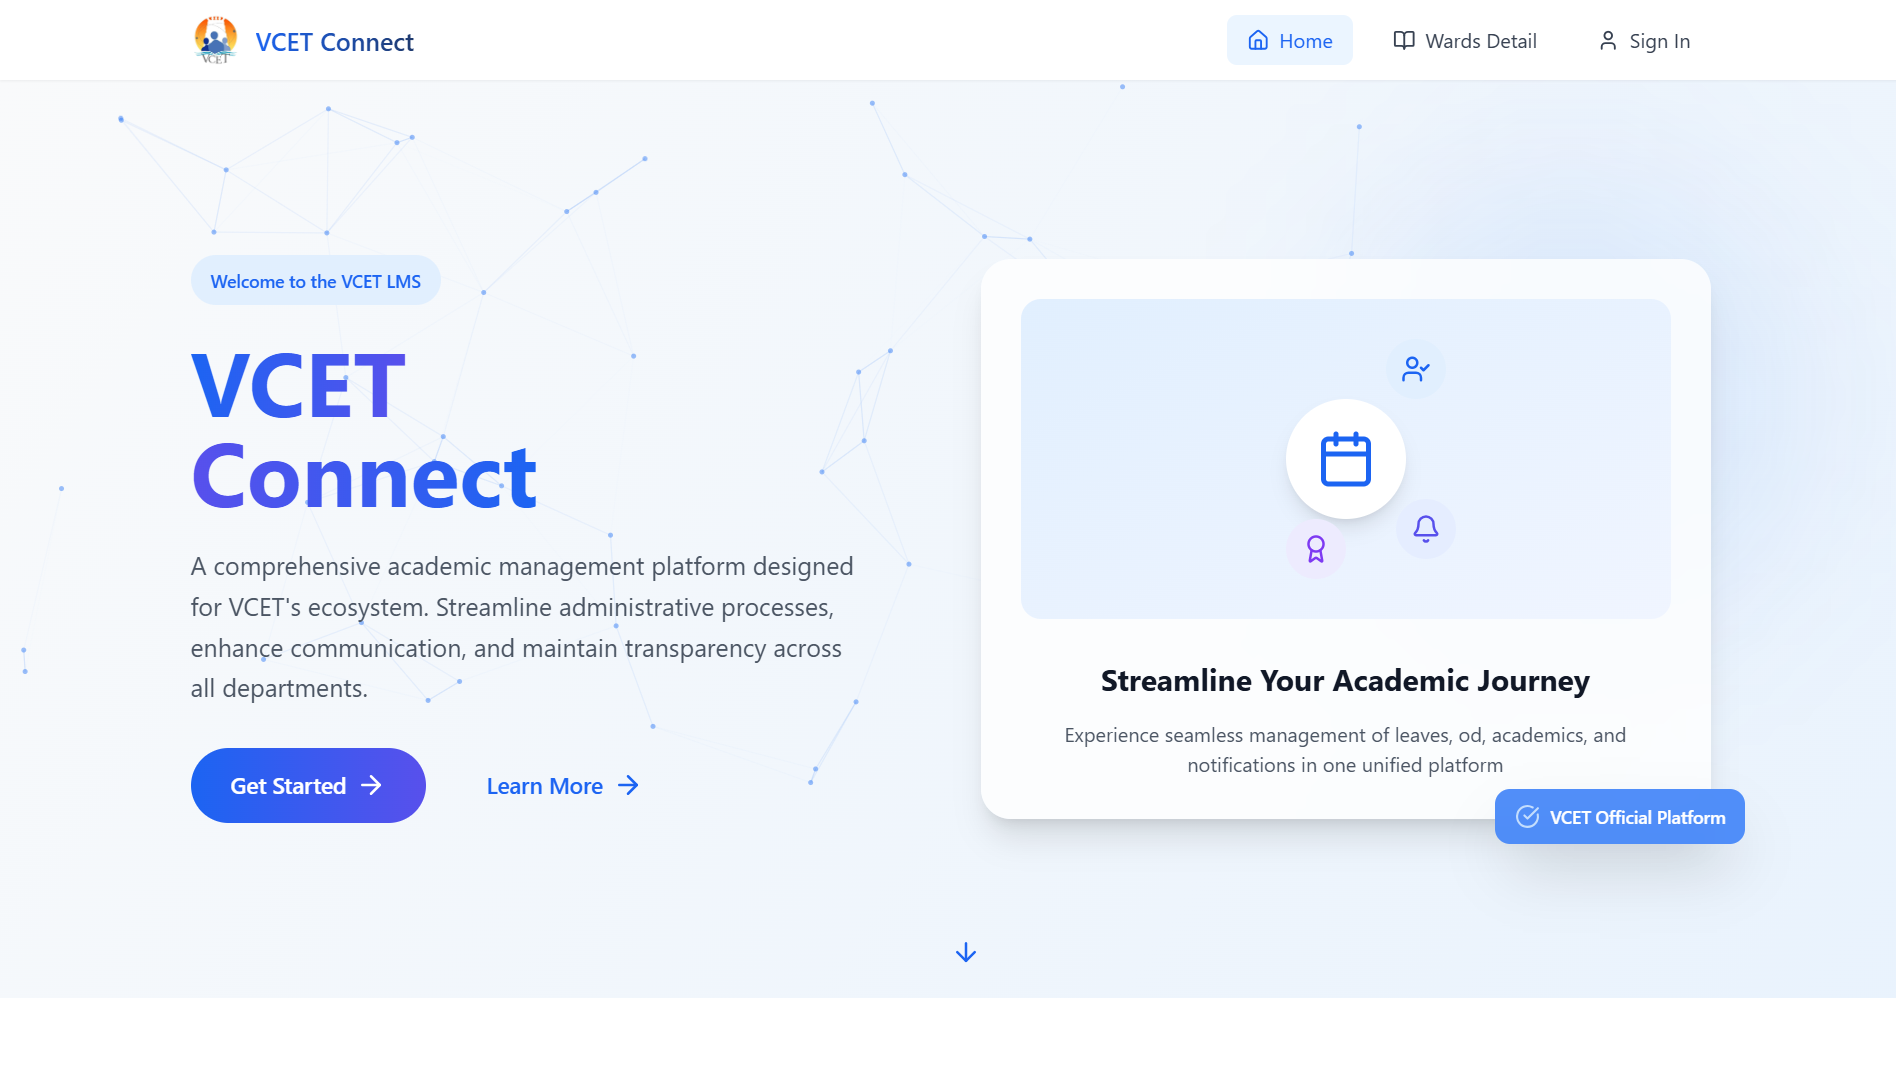 VCET
VCET Connect
Home
Wards Detail
Sign In
Welcome to the VCET LMS
VCET
Connect
A comprehensive academic management platform designed
for VCET's ecosystem. Streamline administrative processes,
enhance communication, and maintain transparency across
all departments.
Get Started
Learn More
Streamline Your Academic Journey
Experience seamless management of leaves, od, academics, and
notifications in one unified platform
VCET Official Platform